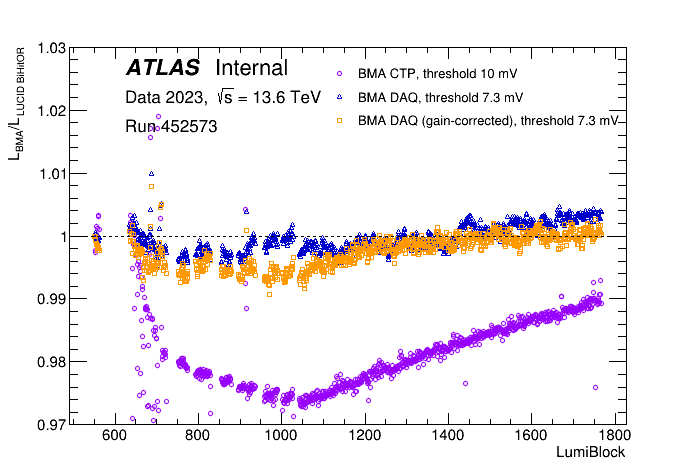 ATLAS Internal
Data 2023, √s = 13.6 TeV
Run 452573
BMA CTP, threshold 10 mV
BMA DAQ, threshold 7.3 mV
BMA DAQ (gain-corrected), threshold 7.3 mV
L_BMA/L_LUCID BiHitOR
1.03
1.02
1.01
1
0.99
0.98
0.97
600 800 1000 1200 1400 1600 1800
LumiBlock